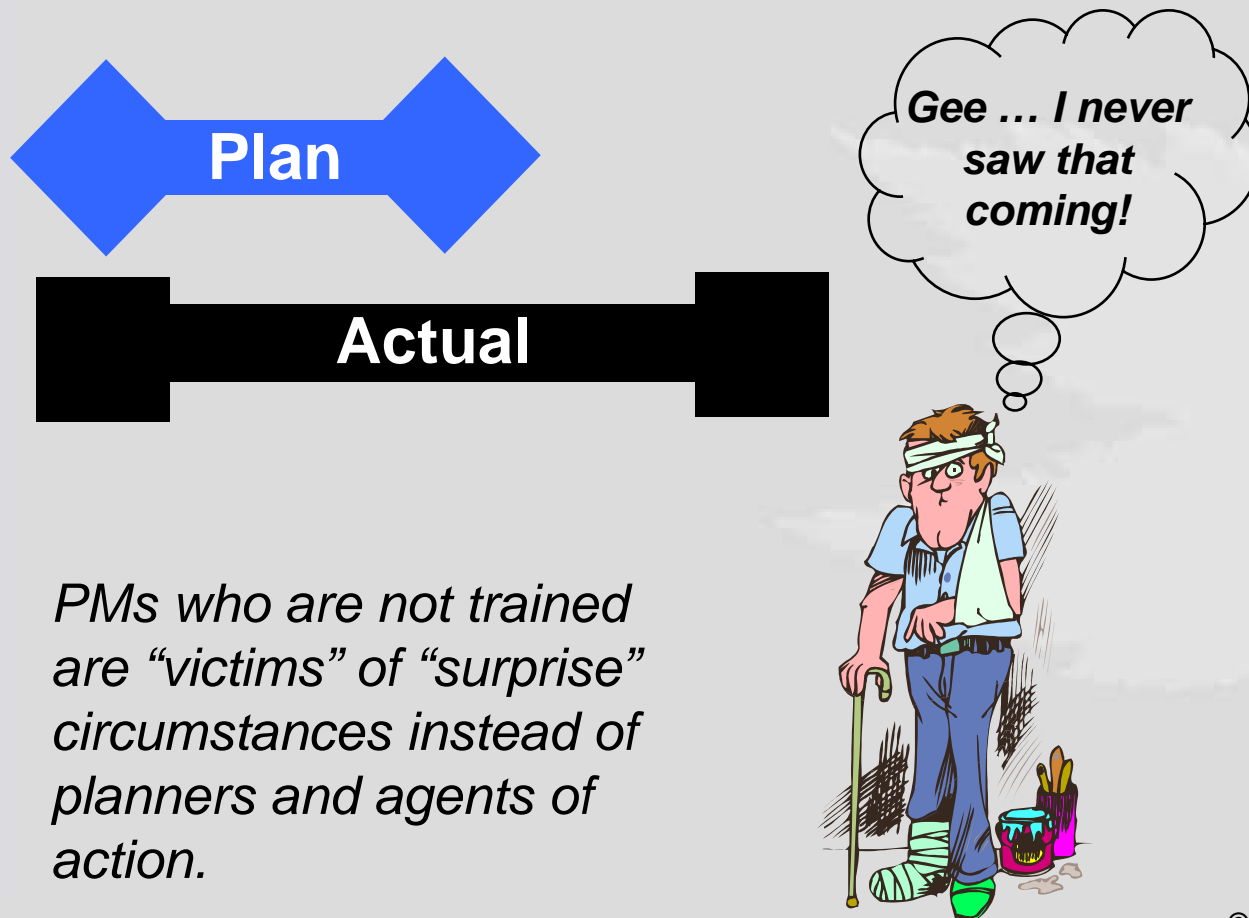 Plan
Gee … I never
saw that
coming!
Actual
PMs who are not trained
are “victims” of “surprise”
circumstances instead of
planners and agents of
action.